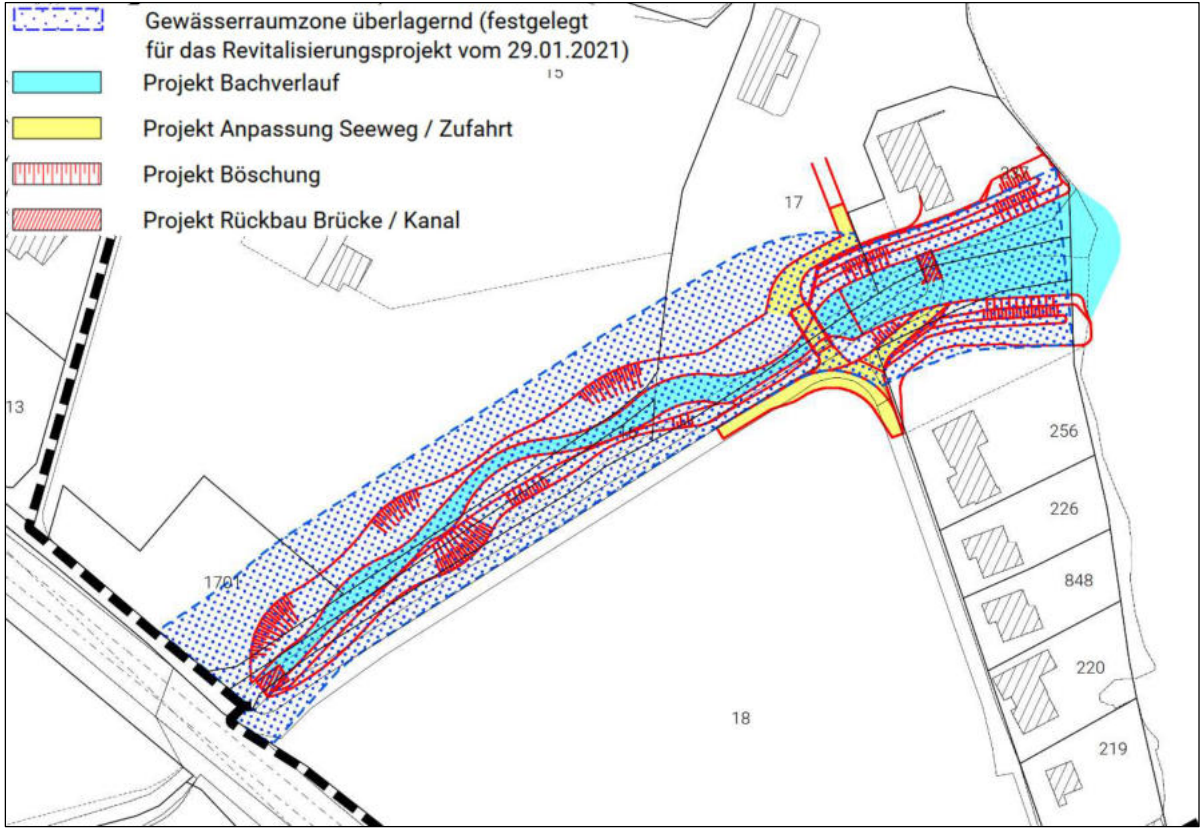 Gewässerraumzone überlagernd (festgelegt
für das Revitalisierungsprojekt vom 29.01.2021)
15
Projekt Bachverlauf
Projekt Anpassung Seeweg / Zufahrt
Projekt Böschung
Projekt Rückbau Brücke / Kanal
17
237
13
256
226
848
1701
220
18
219